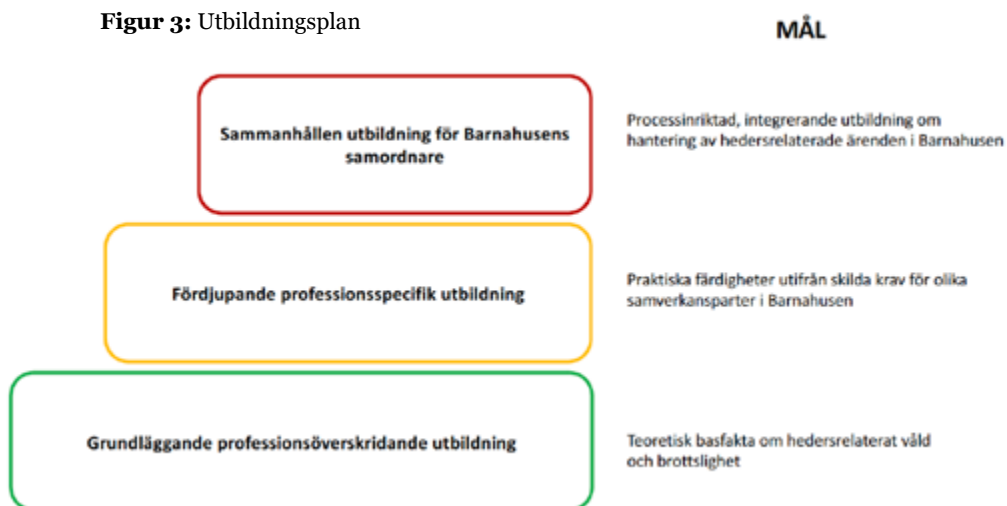 Figur 3: Utbildningsplan
MÅL
Sammanhållen utbildning för Barnahusens
samordnare
Processinriktad, integrerande utbildning om
hantering av hedersrelaterade ärenden i Barnahusen
Fördjupande professionsspecifik utbildning
Praktiska färdigheter utifrån skilda krav för olika
samverkansparter i Barnahusen
Grundläggande professionsöverskridande utbildning
Teoretisk basfakta om hedersrelaterat våld
och brottslighet